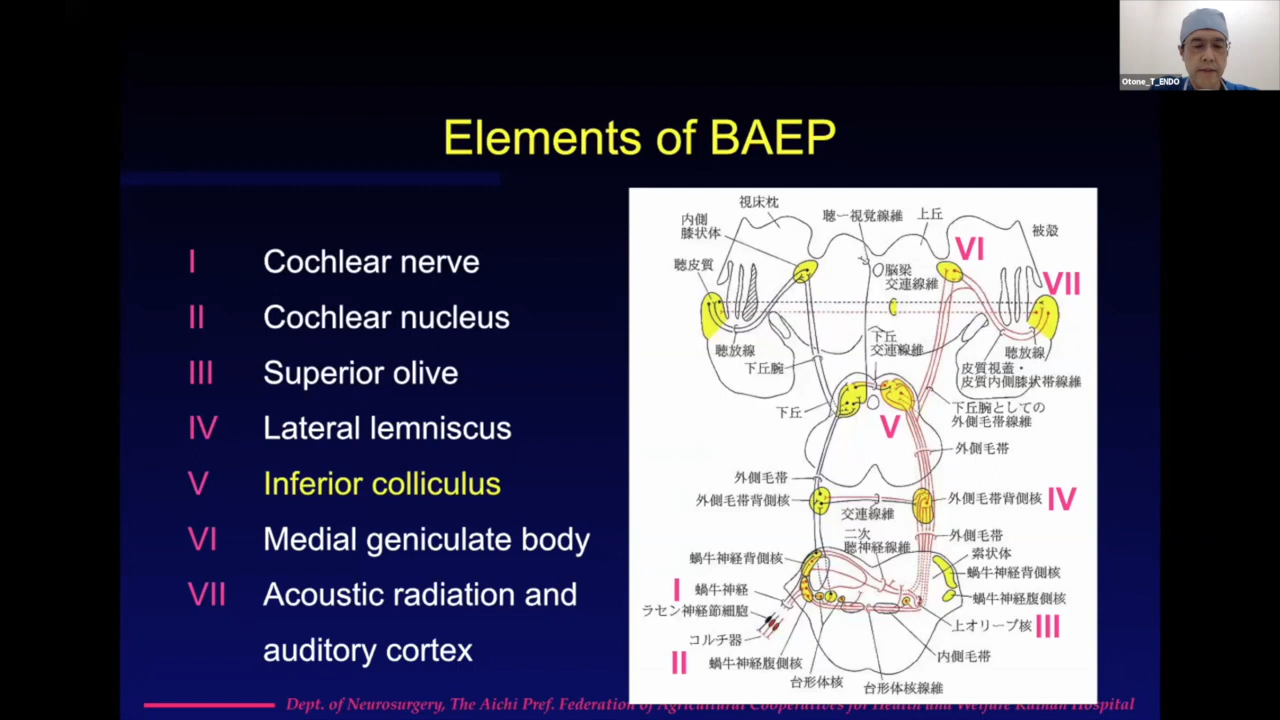 Otone_T_ENDO
Elements of BAEP
I Cochlear nerve
II Cochlear nucleus
III Superior olive
IV Lateral lemniscus
V Inferior colliculus
VI Medial geniculate body
VII Acoustic radiation and
auditory cortex
視床枕
内側
膝状体
聴皮質
聴ー視覚線維
上丘
被殻
VI
VII
脳梁
交連線維
聴放線
下丘腕
下丘
交連線維
聴放線
皮質視蓋・
皮質内側膝状帯線維
下丘
V
下丘腕としての
外側毛帯線維
外側毛帯
外側毛帯
外側毛帯背側核
交連線維
外側毛帯背側核
IV
二次
聴神経線維
外側毛帯
索状体
蝸牛神経背側核
蝸牛神経背側核
I
蝸牛神経
蝸牛神経腹側核
ラセン神経節細胞
上オリーブ核
III
コルチ器
内側毛帯
II
蝸牛神経腹側核
台形体核
台形体核線維
Dept. of Neurosurgery, The Aichi Pref. Federation of Agricultural Cooperatives for Health and Welfare Kainan Hospital